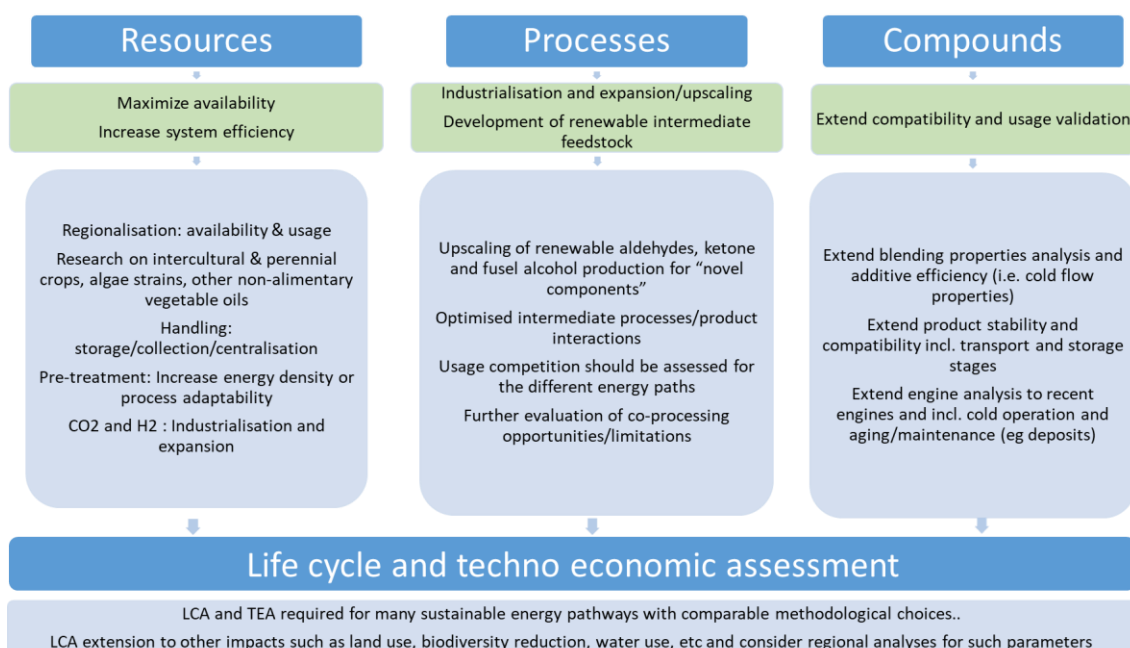 Resources
Processes
Compounds
Maximize availability
Increase system efficiency
Industrialisation and expansion/upscaling
Development of renewable intermediate
feedstock
Extend compatibility and usage validation
Regionalisation: availability & usage
Research on intercultural & perennial
crops, algae strains, other non-alimentary
vegetable oils
Handling:
storage/collection/centralisation
Pre-treatment: Increase energy density or
process adaptability
CO2 and H2 : Industrialisation and
expansion
Upscaling of renewable aldehydes, ketone
and fusel alcohol production for “novel
components”
Optimised intermediate processes/product
interactions
Usage competition should be assessed for
the different energy paths
Further evaluation of co-processing
opportunities/limitations
Extend blending properties analysis and
additive efficiency (i.e. cold flow
properties)
Extend product stability and
compatibility incl. transport and storage
stages
Extend engine analysis to recent
engines and incl. cold operation and
aging/maintenance (eg deposits)
Life cycle and techno economic assessment
LCA and TEA required for many sustainable energy pathways with comparable methodological choices..
LCA extension to other impacts such as land use, biodiversity reduction, water use, etc and consider regional analyses for such parameters